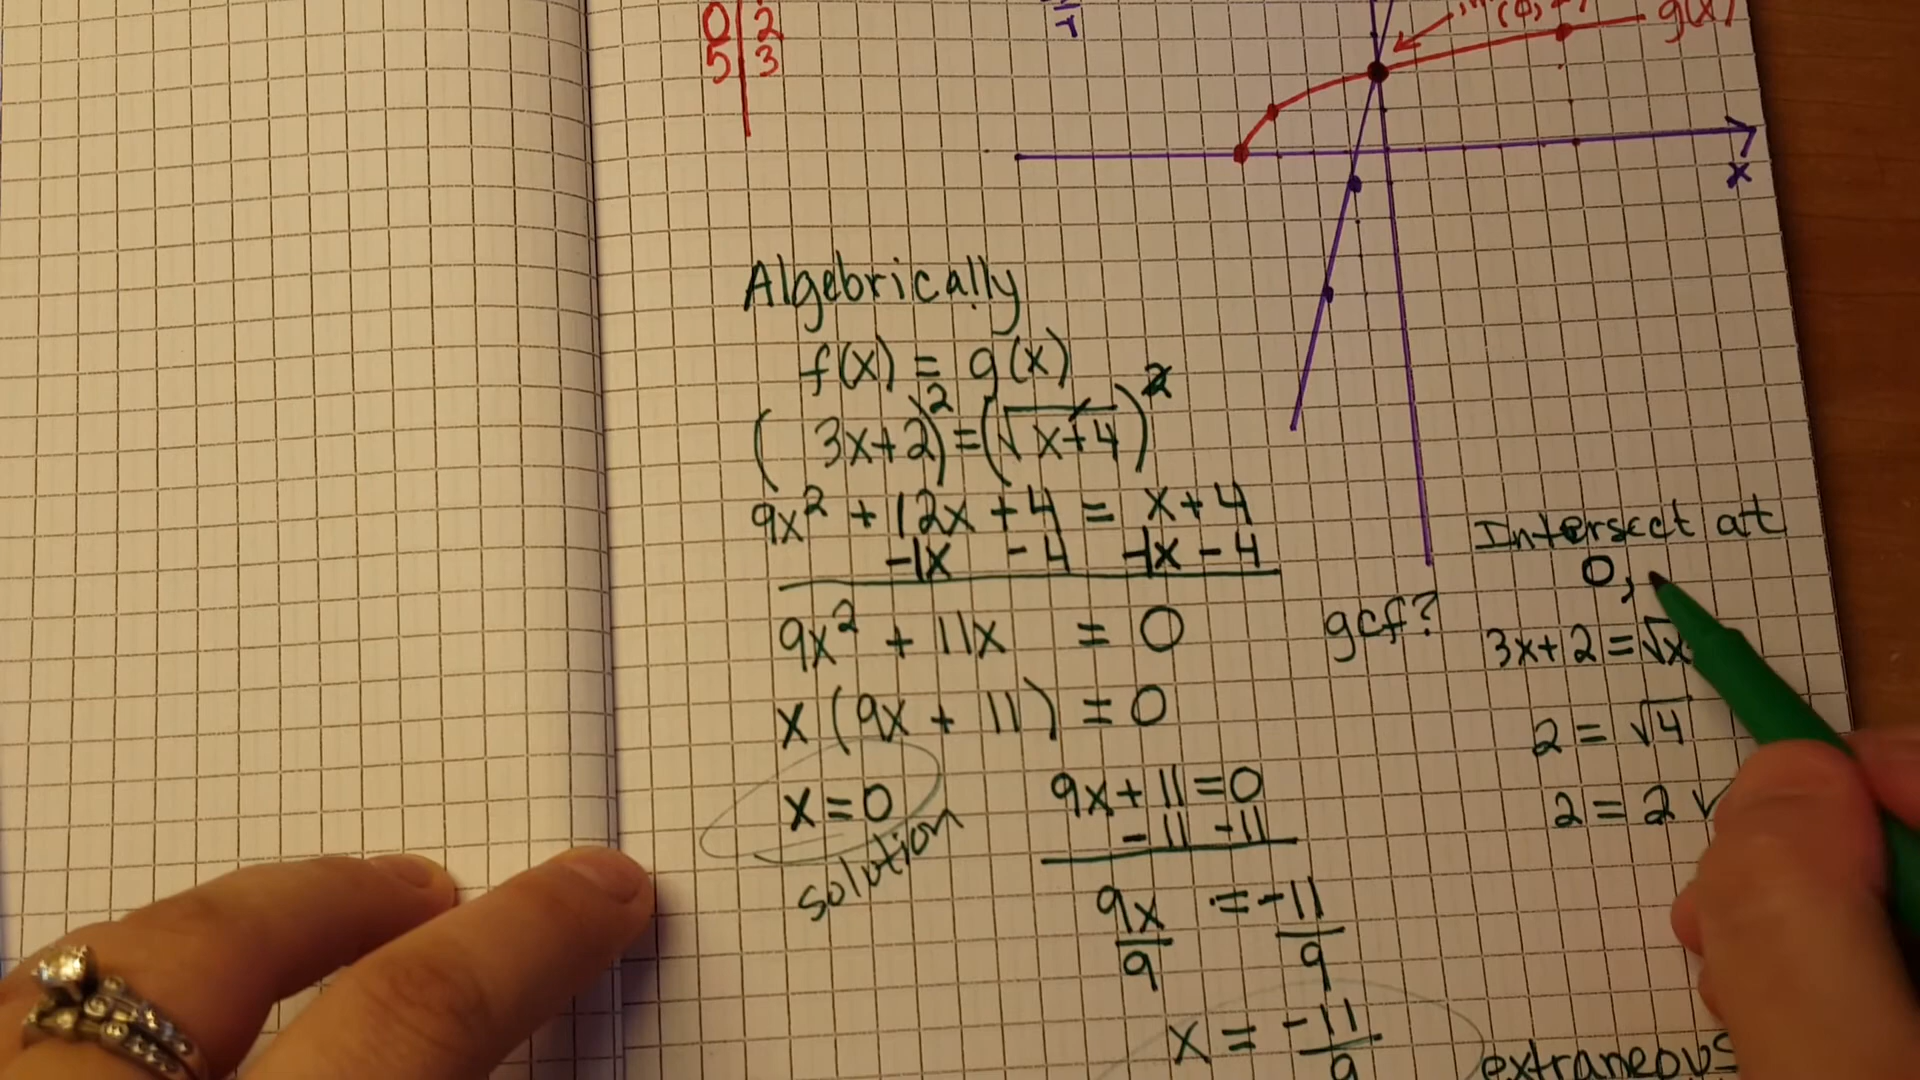 0 | 2
5 | 3
g(x)
x
Algebrically
f(x) = g(x)
( 3x+2)² = (√x+4)²
9x² + 12x + 4 = x + 4
-1x - 4 -1x - 4
9x² + 11x = 0
gcf?
x (9x + 11) = 0
x = 0
solution
9x + 11 = 0
- 11 - 11
9x = -11
9 9
x = -11
9
extraneous
Intersect at
0,
3x + 2 = √x
2 = √4
2 = 2 √